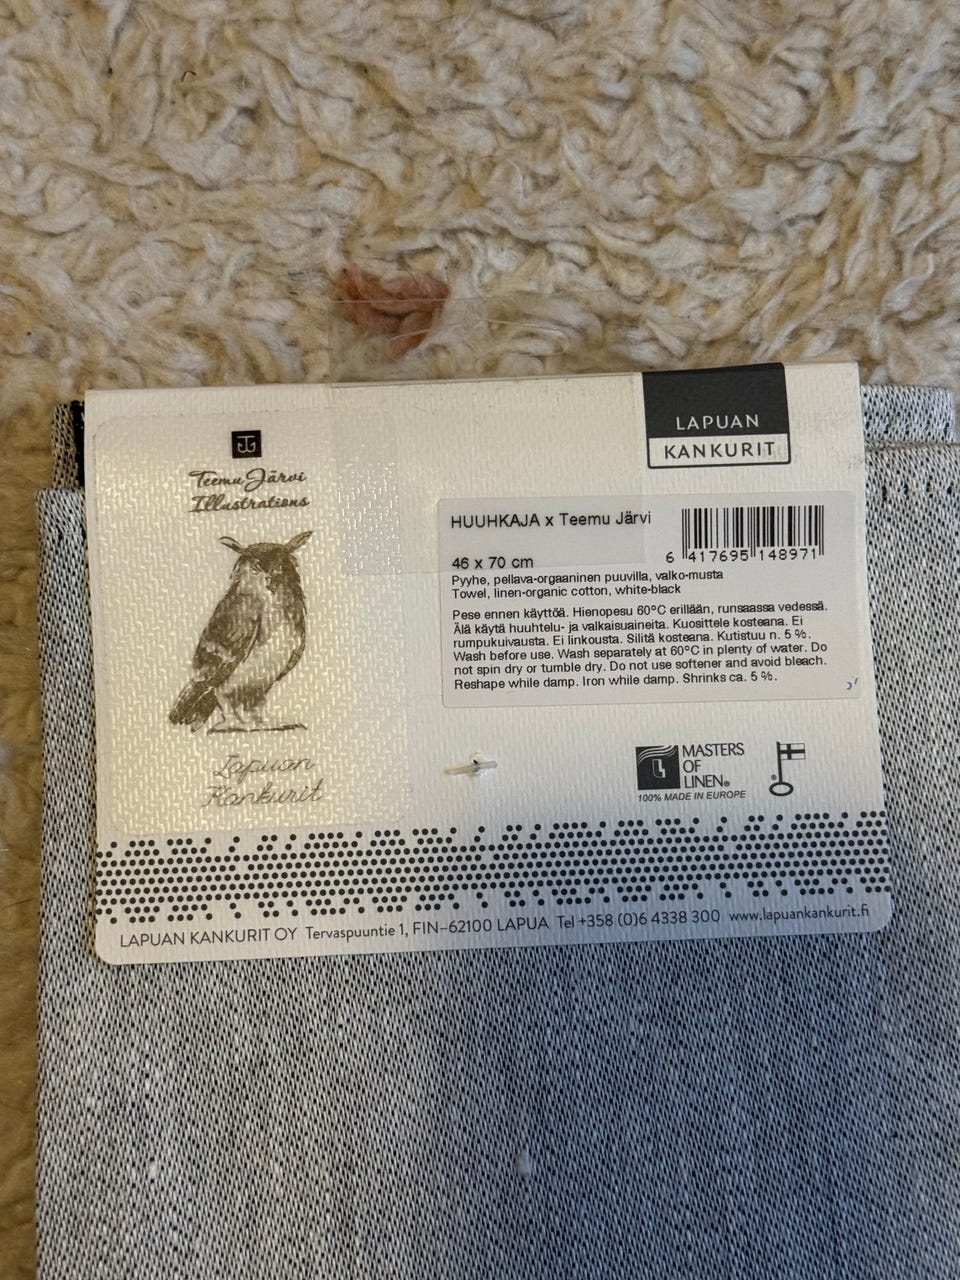 Teemu Järvi
Illustrations
Lapuan
Kankurit
LAPUAN
KANKURIT
HUUHKAJA x Teemu Järvi
46 x 70 cm
6 417695 148971
Pyyhe, pellava-orgaaninen puuvilla, valko-musta
Towel, linen-organic cotton, white-black
Pese ennen käyttöä. Hienopesu 60°C erillään, runsaassa vedessä.
Älä käytä huuhtelu- ja valkaisuaineita. Kuosittele kosteana. Ei
rumpukuivausta. Ei linkousta. Silitä kosteana. Kutistuu n. 5 %.
Wash before use. Wash separately at 60°C in plenty of water. Do
not spin dry or tumble dry. Do not use softener and avoid bleach.
Reshape while damp. Iron while damp. Shrinks ca. 5 %.
MASTERS
OF
LINEN®
100% MADE IN EUROPE
LAPUAN KANKURIT OY Tervaspuuntie 1, FIN–62100 LAPUA Tel +358 (0)6 4338 300 www.lapuankankurit.fi